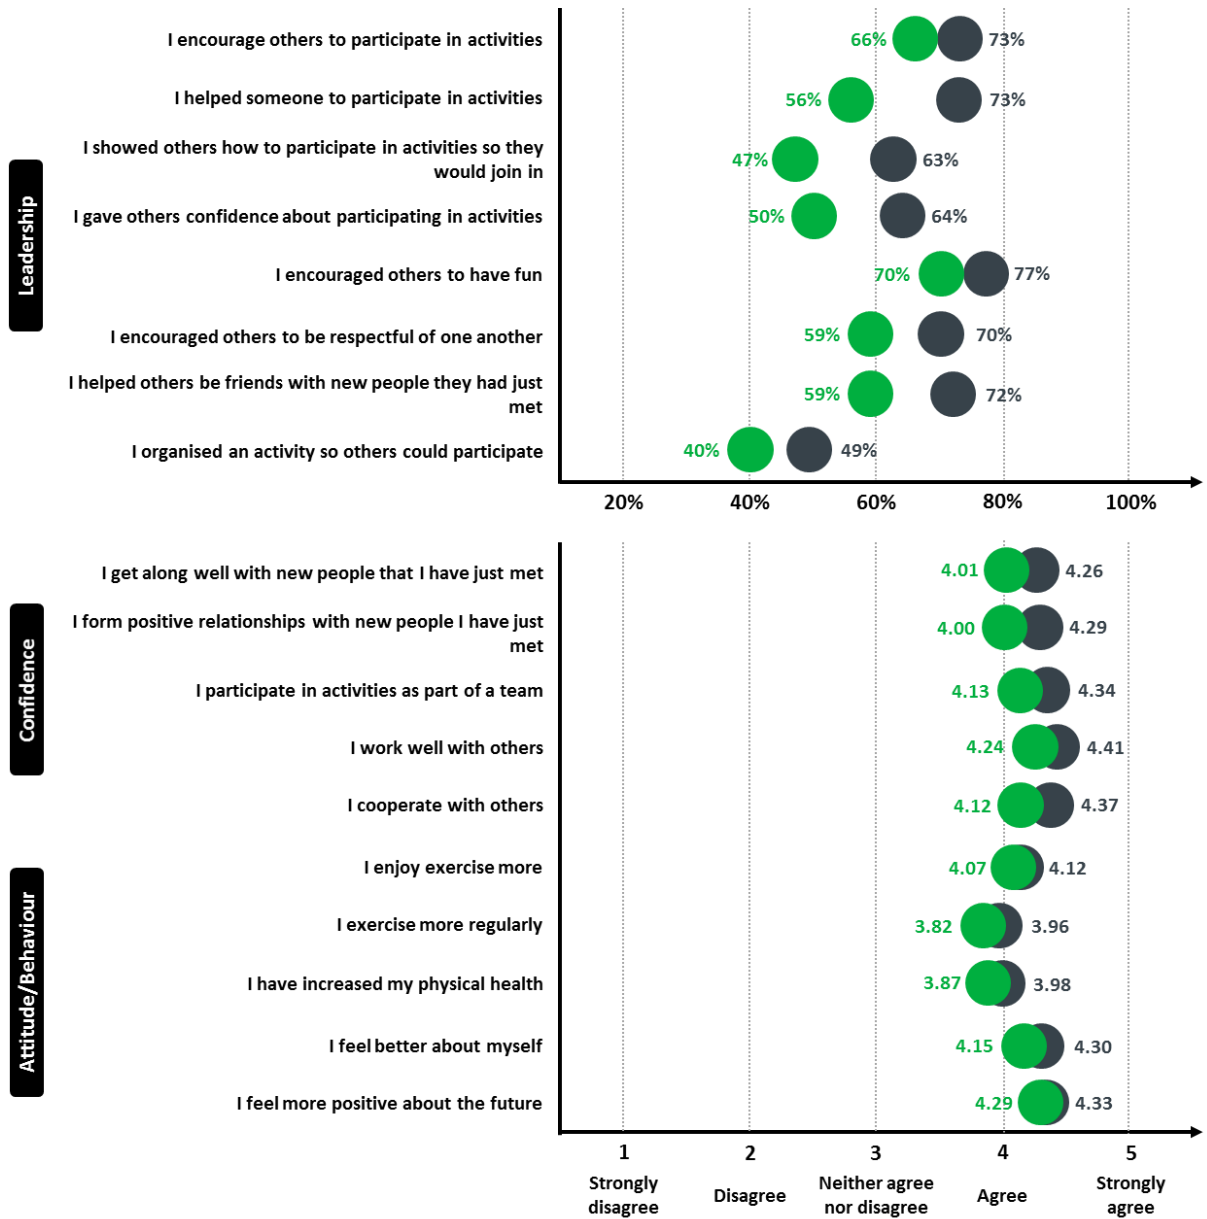 I encourage others to participate in activities
66%
73%
I helped someone to participate in activities
56%
73%
I showed others how to participate in activities so they
would join in
47%
63%
Leadership
I gave others confidence about participating in activities
50%
64%
I encouraged others to have fun
70%
77%
I encouraged others to be respectful of one another
59%
70%
I helped others be friends with new people they had just
met
59%
72%
I organised an activity so others could participate
40%
49%
20% 40% 60% 80% 100%
I get along well with new people that I have just met
4.01
4.26
I form positive relationships with new people I have just
met
4.00
4.29
Confidence
I participate in activities as part of a team
4.13
4.34
I work well with others
4.24
4.41
I cooperate with others
4.12
4.37
I enjoy exercise more
4.07
4.12
Attitude/Behaviour
I exercise more regularly
3.82
3.96
I have increased my physical health
3.87
3.98
I feel better about myself
4.15
4.30
I feel more positive about the future
4.29
4.33
1 2 3 4 5
Strongly
disagree
Disagree
Neither agree
nor disagree
Agree
Strongly
agree